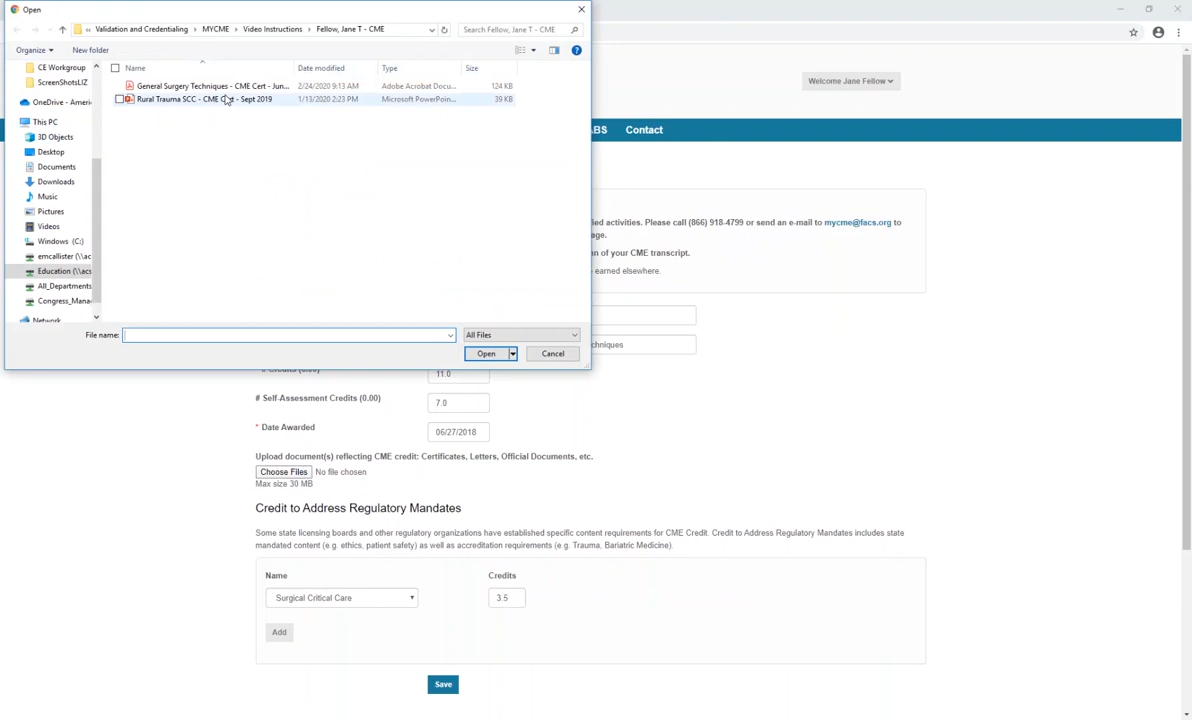 Open
« Validation and Credentialing › MYCME › Video Instructions › Fellow, Jane T - CME
Search Fellow, Jane T - CME
Organize
New folder
Name
Date modified
Type
Size
General Surgery Techniques - CME Cert - Jun...
2/24/2020 9:13 AM
Adobe Acrobat Docu...
124 KB
Rural Trauma SCC - CME Cert - Sept 2019
1/13/2020 2:23 PM
Microsoft PowerPoin...
39 KB
CE Workgroup
ScreenShotsLIZ
OneDrive - Ameri
This PC
3D Objects
Desktop
Documents
Downloads
Music
Pictures
Videos
Windows (C:)
emcallister (\\ac
Education (\\acs
All_Departments
Congress_Mana
Network
File name:
All Files
Open
Cancel
Welcome Jane Fellow
ABS
Contact
ied activities. Please call (866) 918-4799 or send an e-mail to mycme@facs.org to
age.
n of your CME transcript.
earned elsewhere.
chniques
# Credits (0.00)
11.0
# Self-Assessment Credits (0.00)
7.0
* Date Awarded
06/27/2018
Upload document(s) reflecting CME credit: Certificates, Letters, Official Documents, etc.
Choose Files No file chosen
Max size 30 MB
Credit to Address Regulatory Mandates
Some state licensing boards and other regulatory organizations have established specific content requirements for CME Credit. Credit to Address Regulatory Mandates includes state
mandated content (e.g. ethics, patient safety) as well as accreditation requirements (e.g. Trauma, Bariatric Medicine).
Name
Credits
Surgical Critical Care
3.5
Add
Save